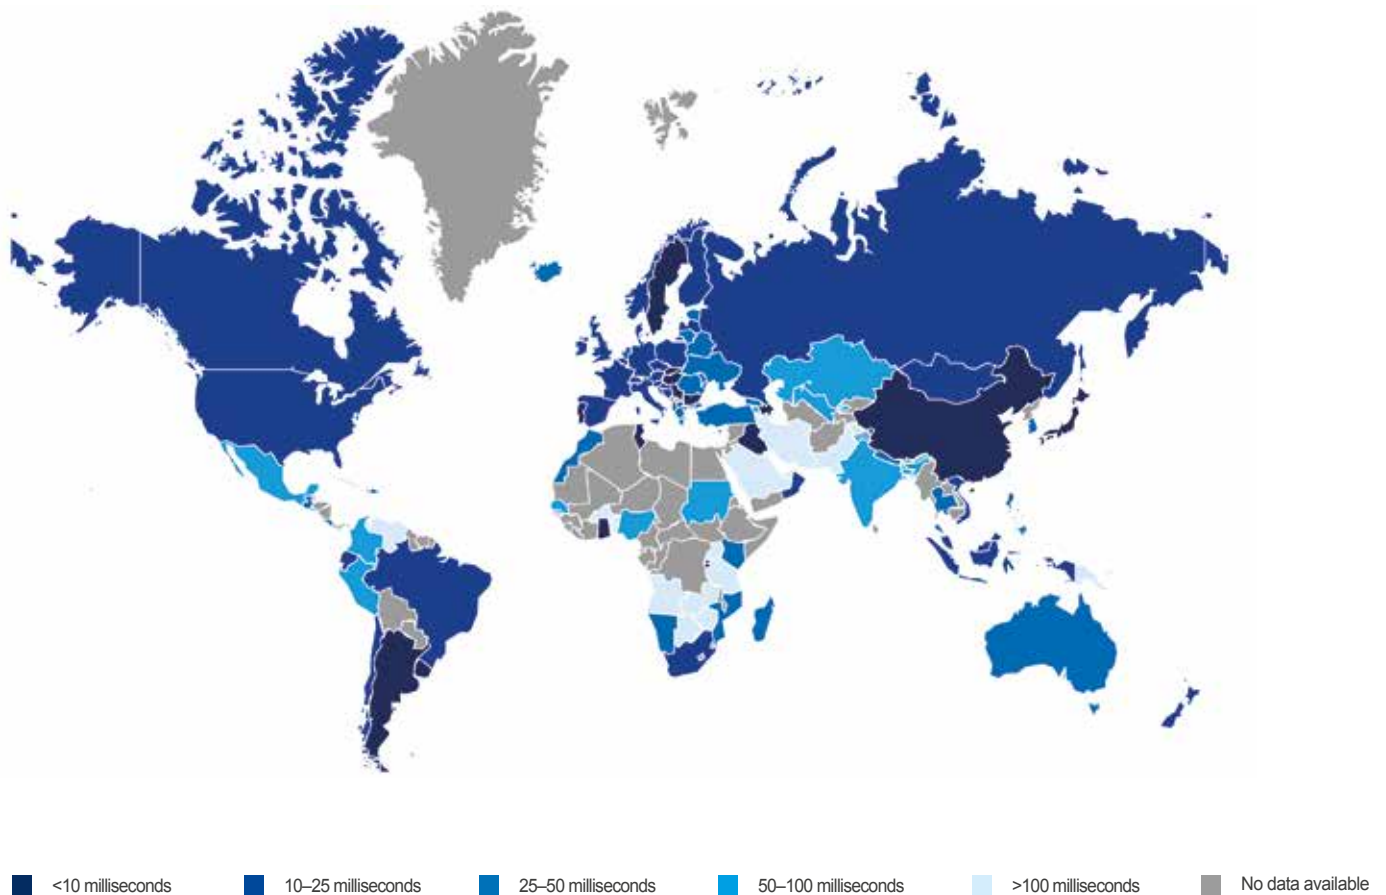 <10 milliseconds
10–25 milliseconds
25–50 milliseconds
50–100 milliseconds
>100 milliseconds
No data available